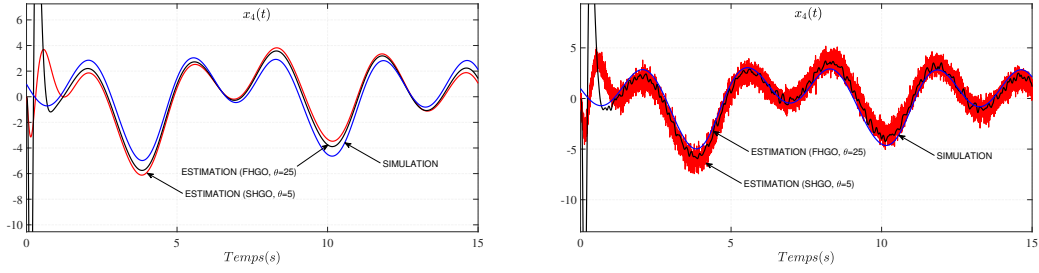 x₄(t)
6
4
2
0
-2
-4
-6
-8
-10
ESTIMATION (FHGO, θ=25)
SIMULATION
ESTIMATION (SHGO, θ=5)
0 5 10 15
Temps(s)
x₄(t)
5
0
-5
-10
ESTIMATION (FHGO, θ=25)
SIMULATION
ESTIMATION (SHGO, θ=5)
0 5 10 15
Temps(s)